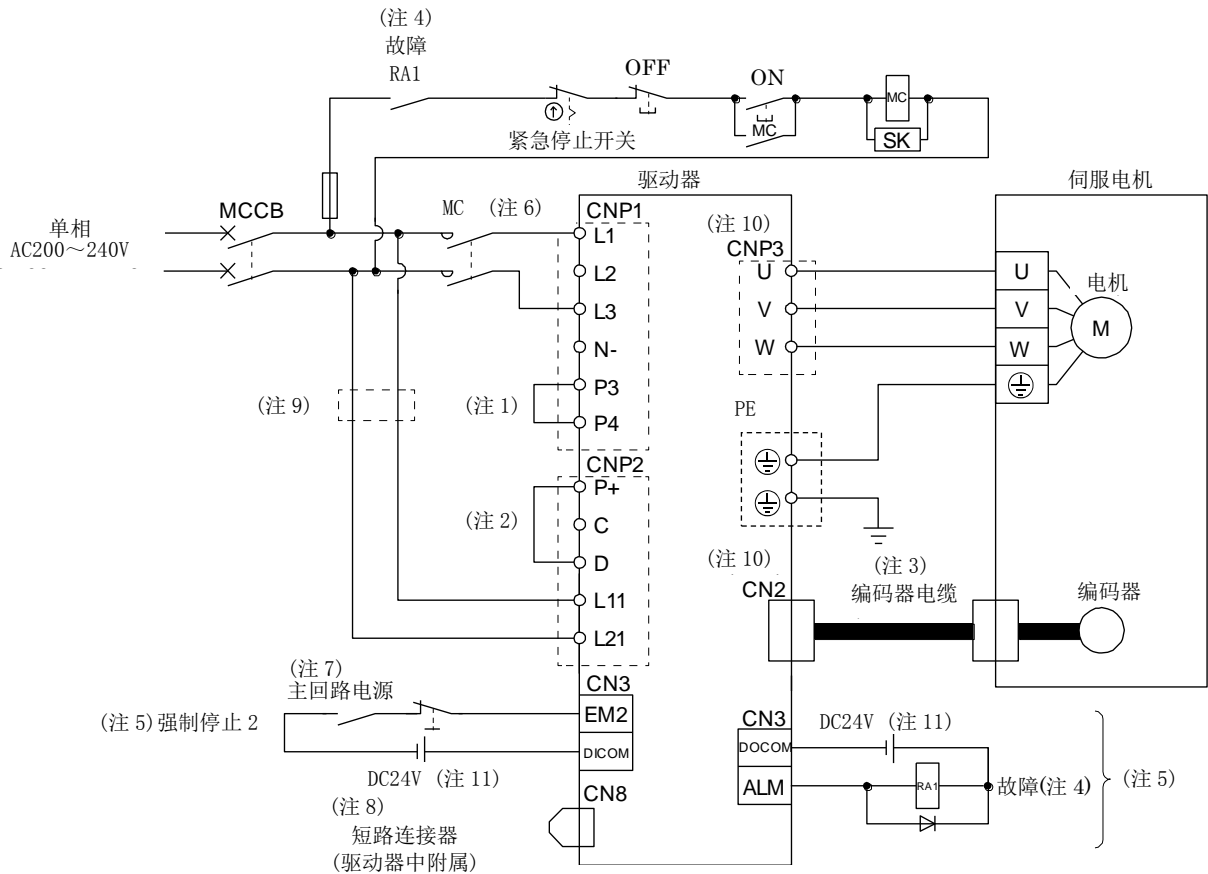 (注 4)
故障
RA1
OFF
ON
MC
MC
SK
紧急停止开关
驱动器
伺服电机
单相
AC200～240V
MCCB
MC
(注 6)
CNP1
L1
L2
L3
N-
P3
P4
(注 9)
(注 1)
CNP2
P+
C
D
L11
L21
(注 2)
(注 10)
CNP3
U
V
W
PE
U
V
W
电机
M
(注 10)
CN2
(注 3)
编码器电缆
编码器
(注 7)
主回路电源
(注 5) 强制停止 2
CN3
EM2
DICOM
DC24V (注 11)
(注 8)
短路连接器
(驱动器中附属)
CN8
CN3
DOCOM
ALM
DC24V (注 11)
RA1
故障(注 4)
(注 5)